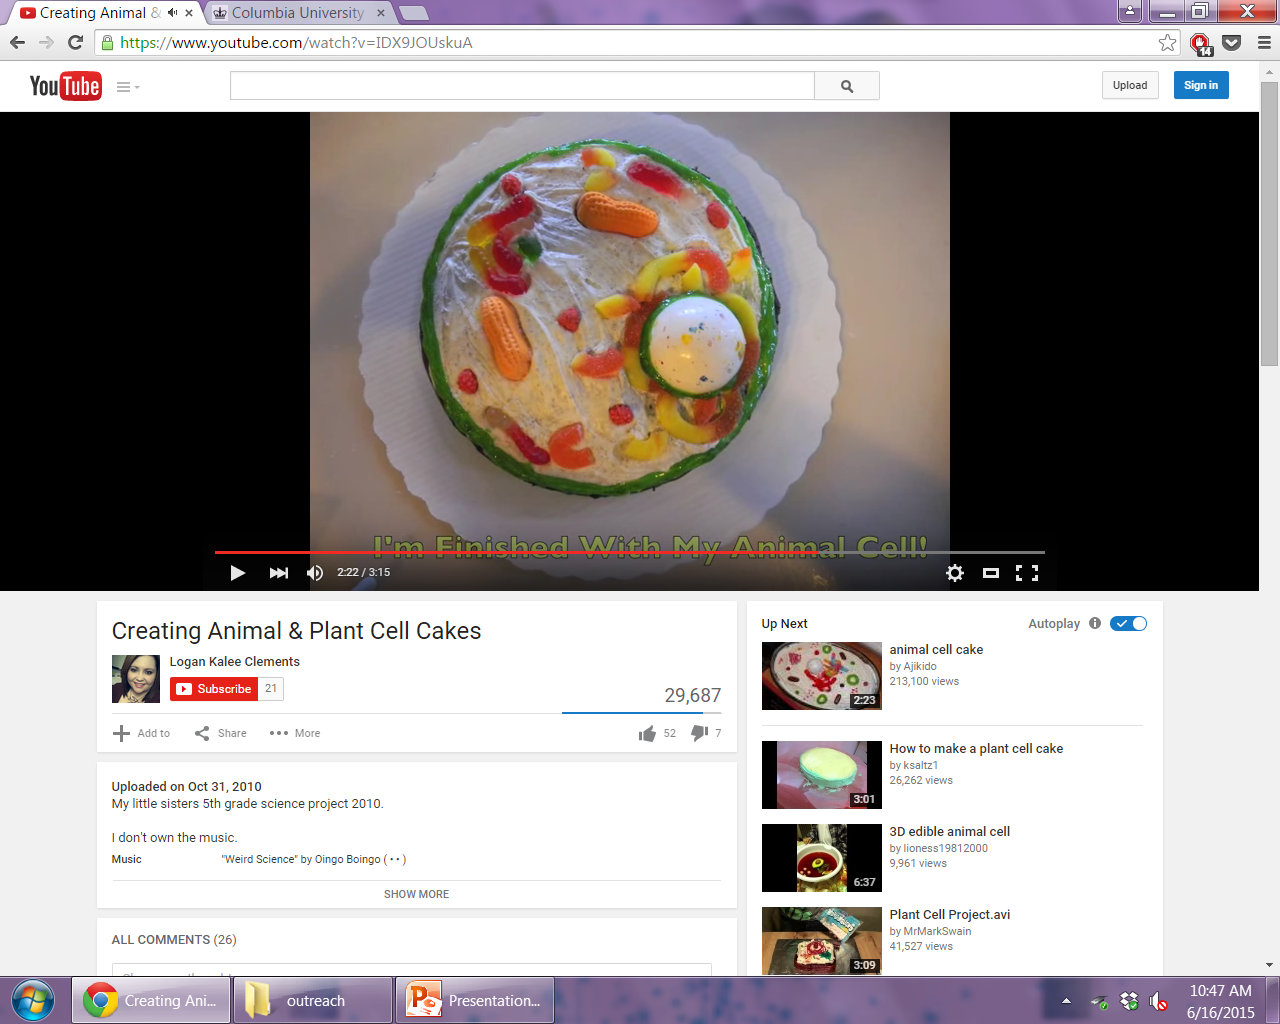 Creating Animal &
Columbia University
https://www.youtube.com/watch?v=IDX9JOUskuA
14
YouTube
Upload
Sign in
I'm Finished With My Animal Cell!
2:22 / 3:15
Creating Animal & Plant Cell Cakes
Logan Kalee Clements
Subscribe 21
29,687
Add to Share More 52 7
Uploaded on Oct 31, 2010
My little sisters 5th grade science project 2010.
I don't own the music.
Music "Weird Science" by Oingo Boingo (••)
SHOW MORE
ALL COMMENTS (26)
Up Next
Autoplay
animal cell cake
by Ajikido
213,100 views
2:23
How to make a plant cell cake
by ksaltz1
26,262 views
3:01
3D edible animal cell
by lioness19812000
9,961 views
6:37
Plant Cell Project.avi
by MrMarkSwain
41,527 views
3:09
Creating Ani...
outreach
Presentation...
10:47 AM
6/16/2015